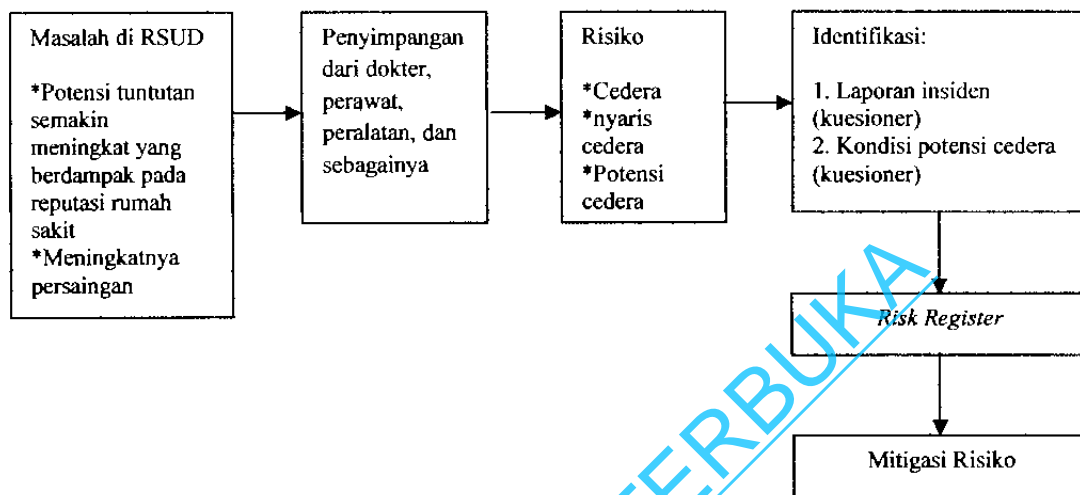 Masalah di RSUD
*Potensi tuntutan
semakin
meningkat yang
berdampak pada
reputasi rumah
sakit
*Meningkatnya
persaingan
Penyimpangan
dari dokter,
perawat,
peralatan, dan
sebagainya
Risiko
*Cedera
*nyaris
cedera
*Potensi
cedera
Identifikasi:
1. Laporan insiden
(kuesioner)
2. Kondisi potensi cedera
(kuesioner)
Risk Register
Mitigasi Risiko
TERBUKA